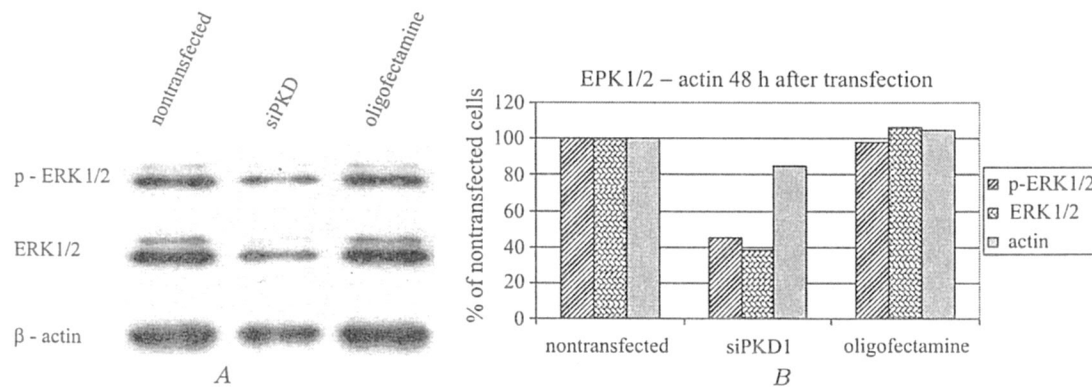 nontransfected
siPKD
oligofectamine
p - ERK1/2
ERK1/2
β - actin
A
EPK1/2 – actin 48 h after transfection
% of nontransfected cells
120
100
80
60
40
20
0
nontransfected siPKD1 oligofectamine
p-ERK1/2
ERK1/2
actin
B